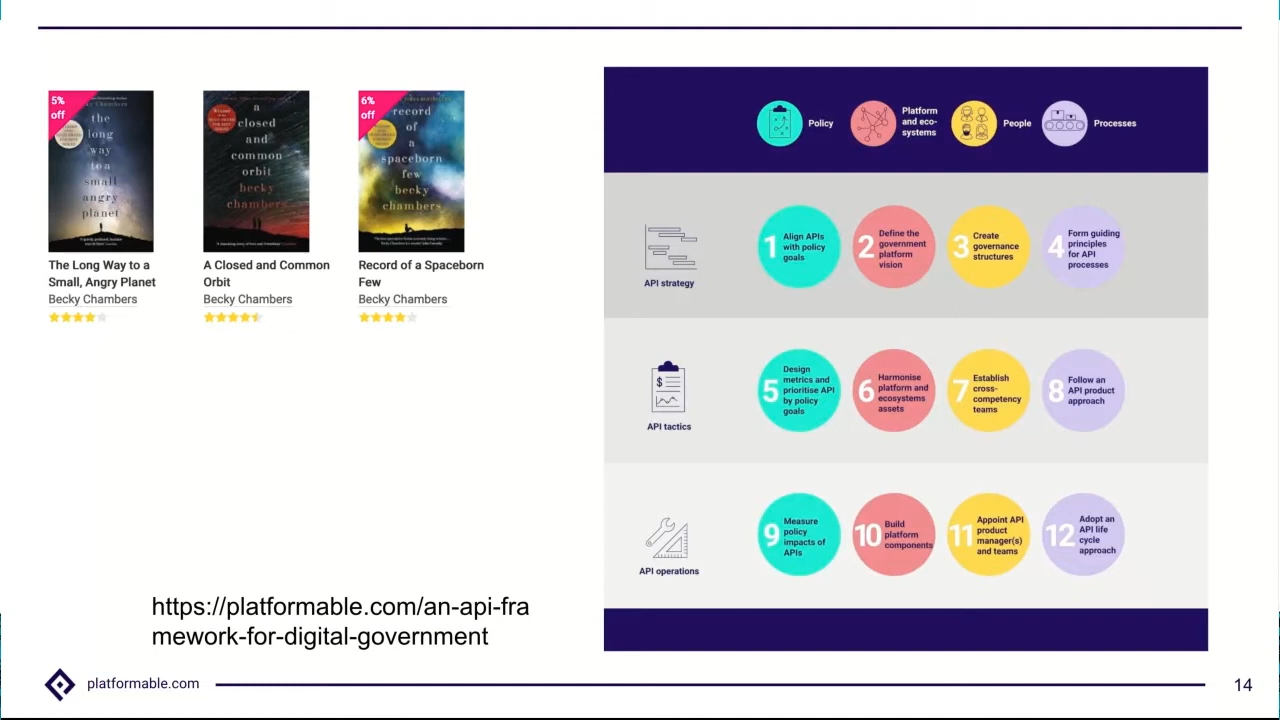 5%
off
the
long
way
to a
small
angry
planet
a
closed
and
common
orbit
becky
chambers
6%
off
record
of
a
spaceborn
few
becky
chambers
The Long Way to a
Small, Angry Planet
Becky Chambers
A Closed and Common
Orbit
Becky Chambers
Record of a Spaceborn
Few
Becky Chambers
https://platformable.com/an-api-fra
mework-for-digital-government
Policy
Platform
and eco-
systems
People
Processes
API strategy
1 Align APIs
with policy
goals
2 Define the
government
platform
vision
3 Create
governance
structures
4 Form guiding
principles
for API
processes
API tactics
5 Design
metrics and
prioritise API
by policy
goals
6 Harmonise
platform and
ecosystems
assets
7 Establish
cross-
competency
teams
8 Follow an
API product
approach
API operations
9 Measure
policy
impacts of
APIs
10 Build
platform
components
11 Appoint API
product
manager(s)
and teams
12 Adopt an
API life
cycle
approach
platformable.com
14